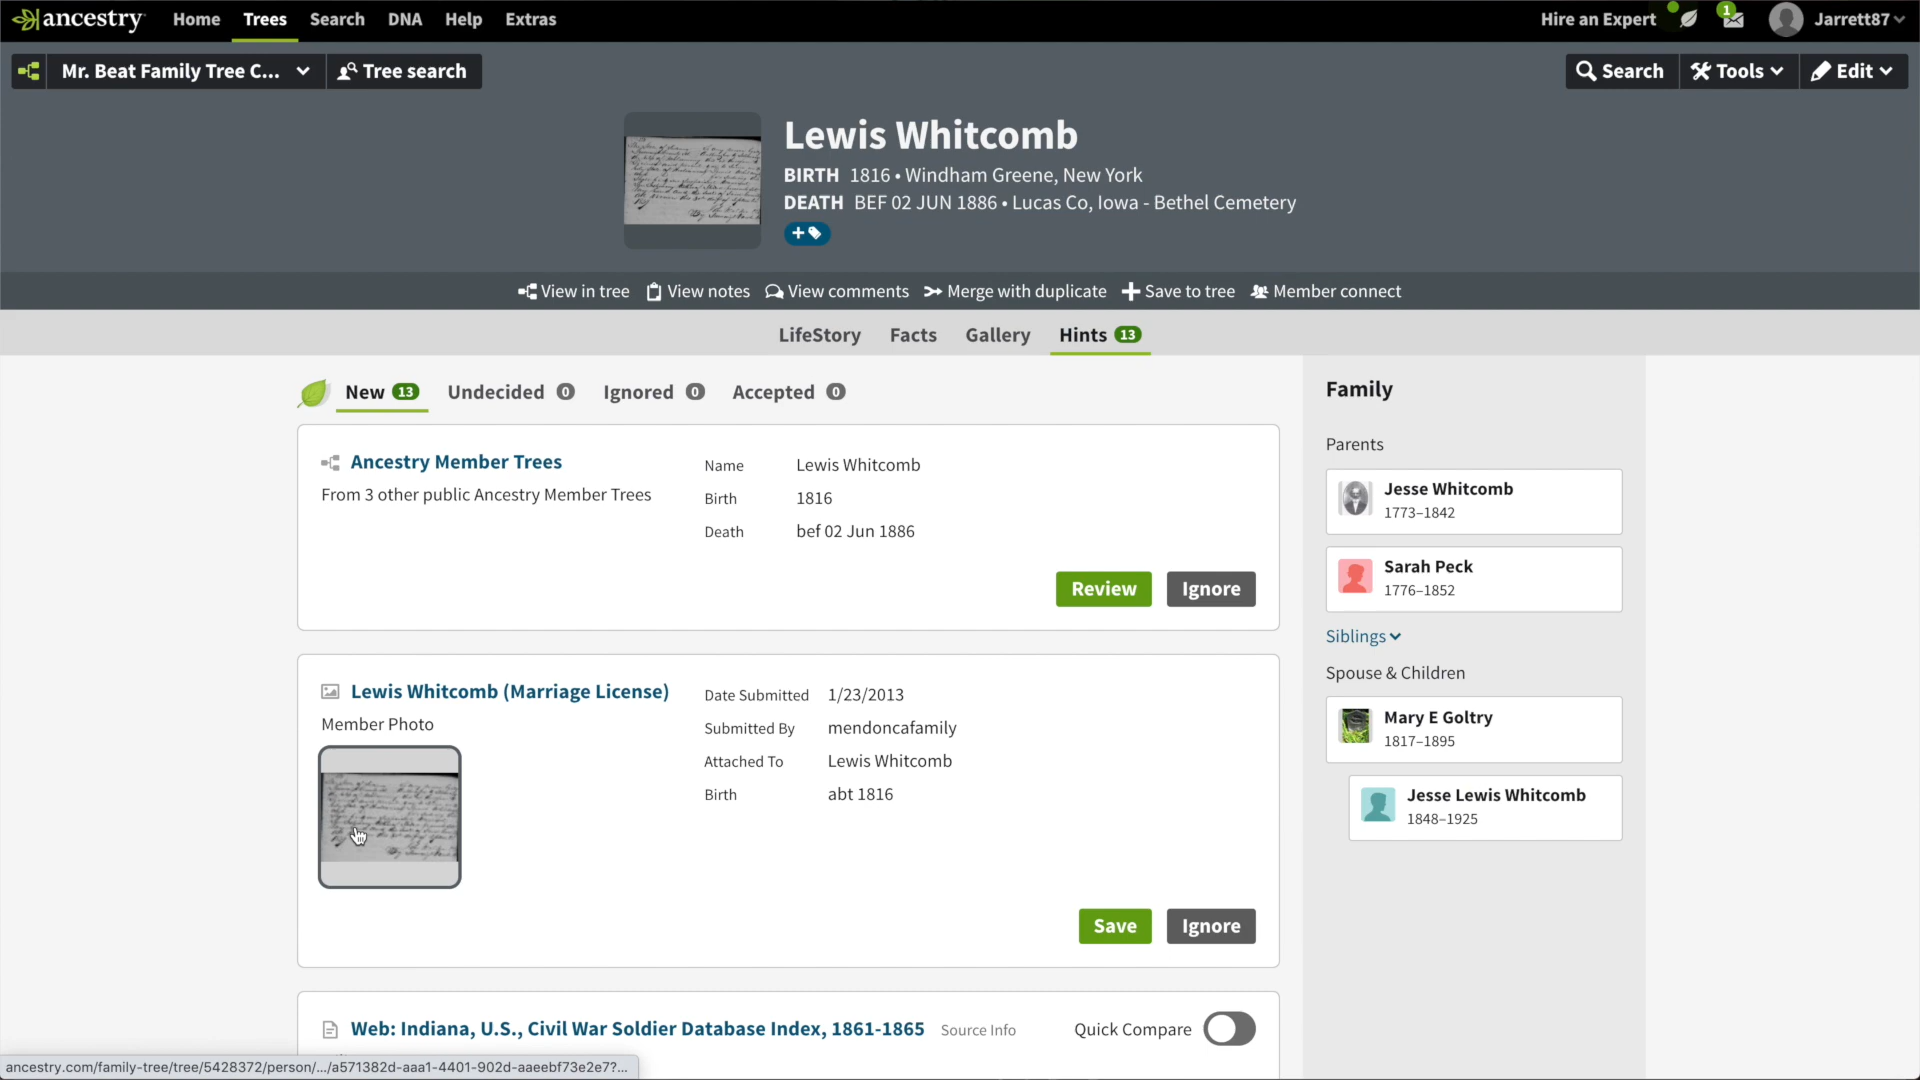 ancestry
Home Trees Search DNA Help Extras
Hire an Expert 1 Jarrett87
Mr. Beat Family Tree C... Tree search
Search Tools Edit
Lewis Whitcomb
BIRTH 1816 • Windham Greene, New York
DEATH BEF 02 JUN 1886 • Lucas Co, Iowa - Bethel Cemetery
View in tree View notes View comments Merge with duplicate Save to tree Member connect
LifeStory Facts Gallery Hints 13
New 13 Undecided 0 Ignored 0 Accepted 0
Ancestry Member Trees
From 3 other public Ancestry Member Trees
Name Lewis Whitcomb
Birth 1816
Death bef 02 Jun 1886
Review Ignore
Lewis Whitcomb (Marriage License)
Member Photo
Date Submitted 1/23/2013
Submitted By mendoncafamily
Attached To Lewis Whitcomb
Birth abt 1816
Save Ignore
Web: Indiana, U.S., Civil War Soldier Database Index, 1861-1865 Source Info Quick Compare
Family
Parents
Jesse Whitcomb
1773–1842
Sarah Peck
1776–1852
Siblings
Spouse & Children
Mary E Goltry
1817–1895
Jesse Lewis Whitcomb
1848–1925
ancestry.com/family-tree/tree/5428372/person/.../a571382d-aaa1-4401-902d-aaeebf73e2e7?...